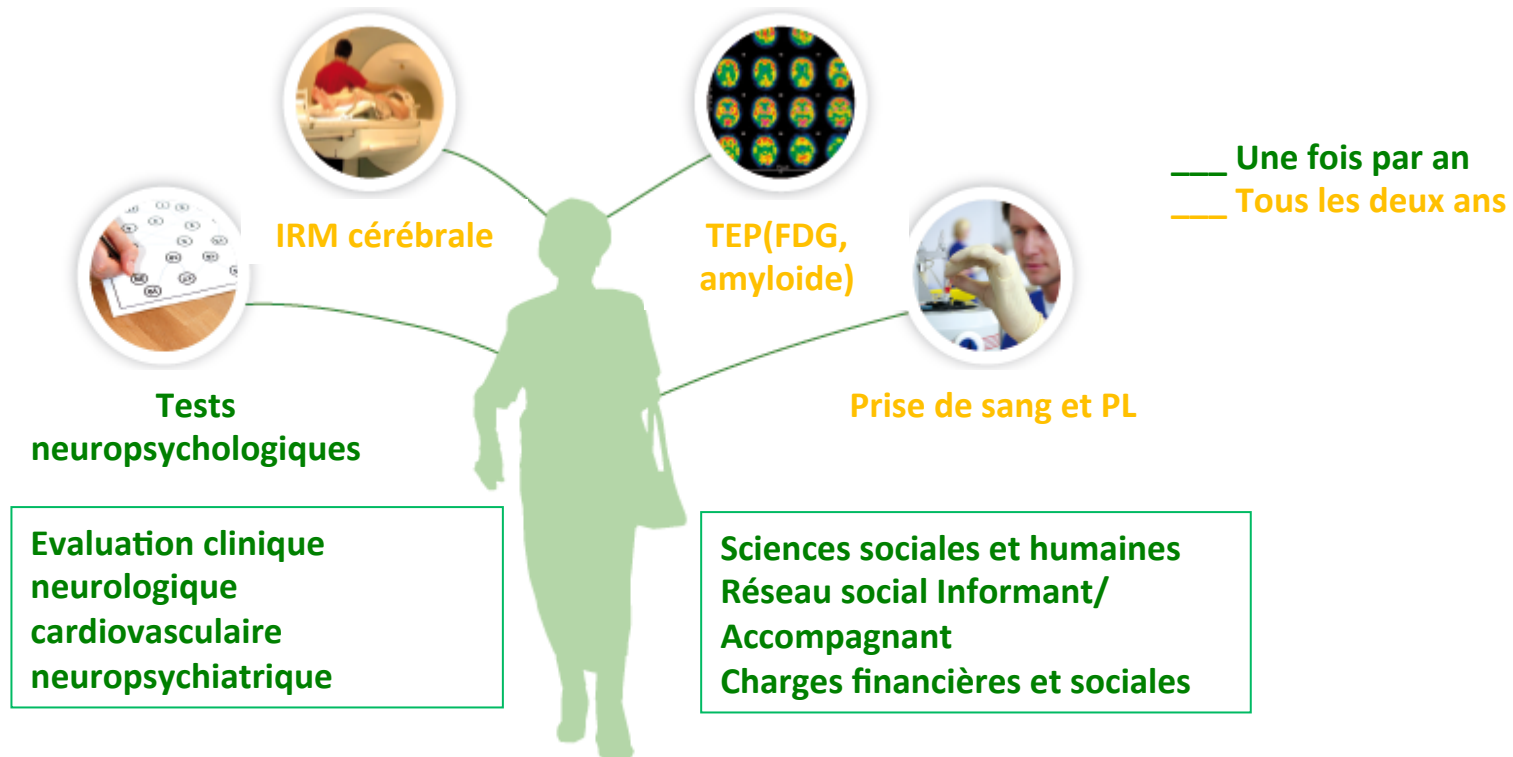 ___ Une fois par an
___ Tous les deux ans
IRM cérébrale
TEP(FDG,
amyloide)
Tests
neuropsychologiques
Prise de sang et PL
Evaluation clinique
neurologique
cardiovasculaire
neuropsychiatrique
Sciences sociales et humaines
Réseau social Informant/
Accompagnant
Charges financières et sociales